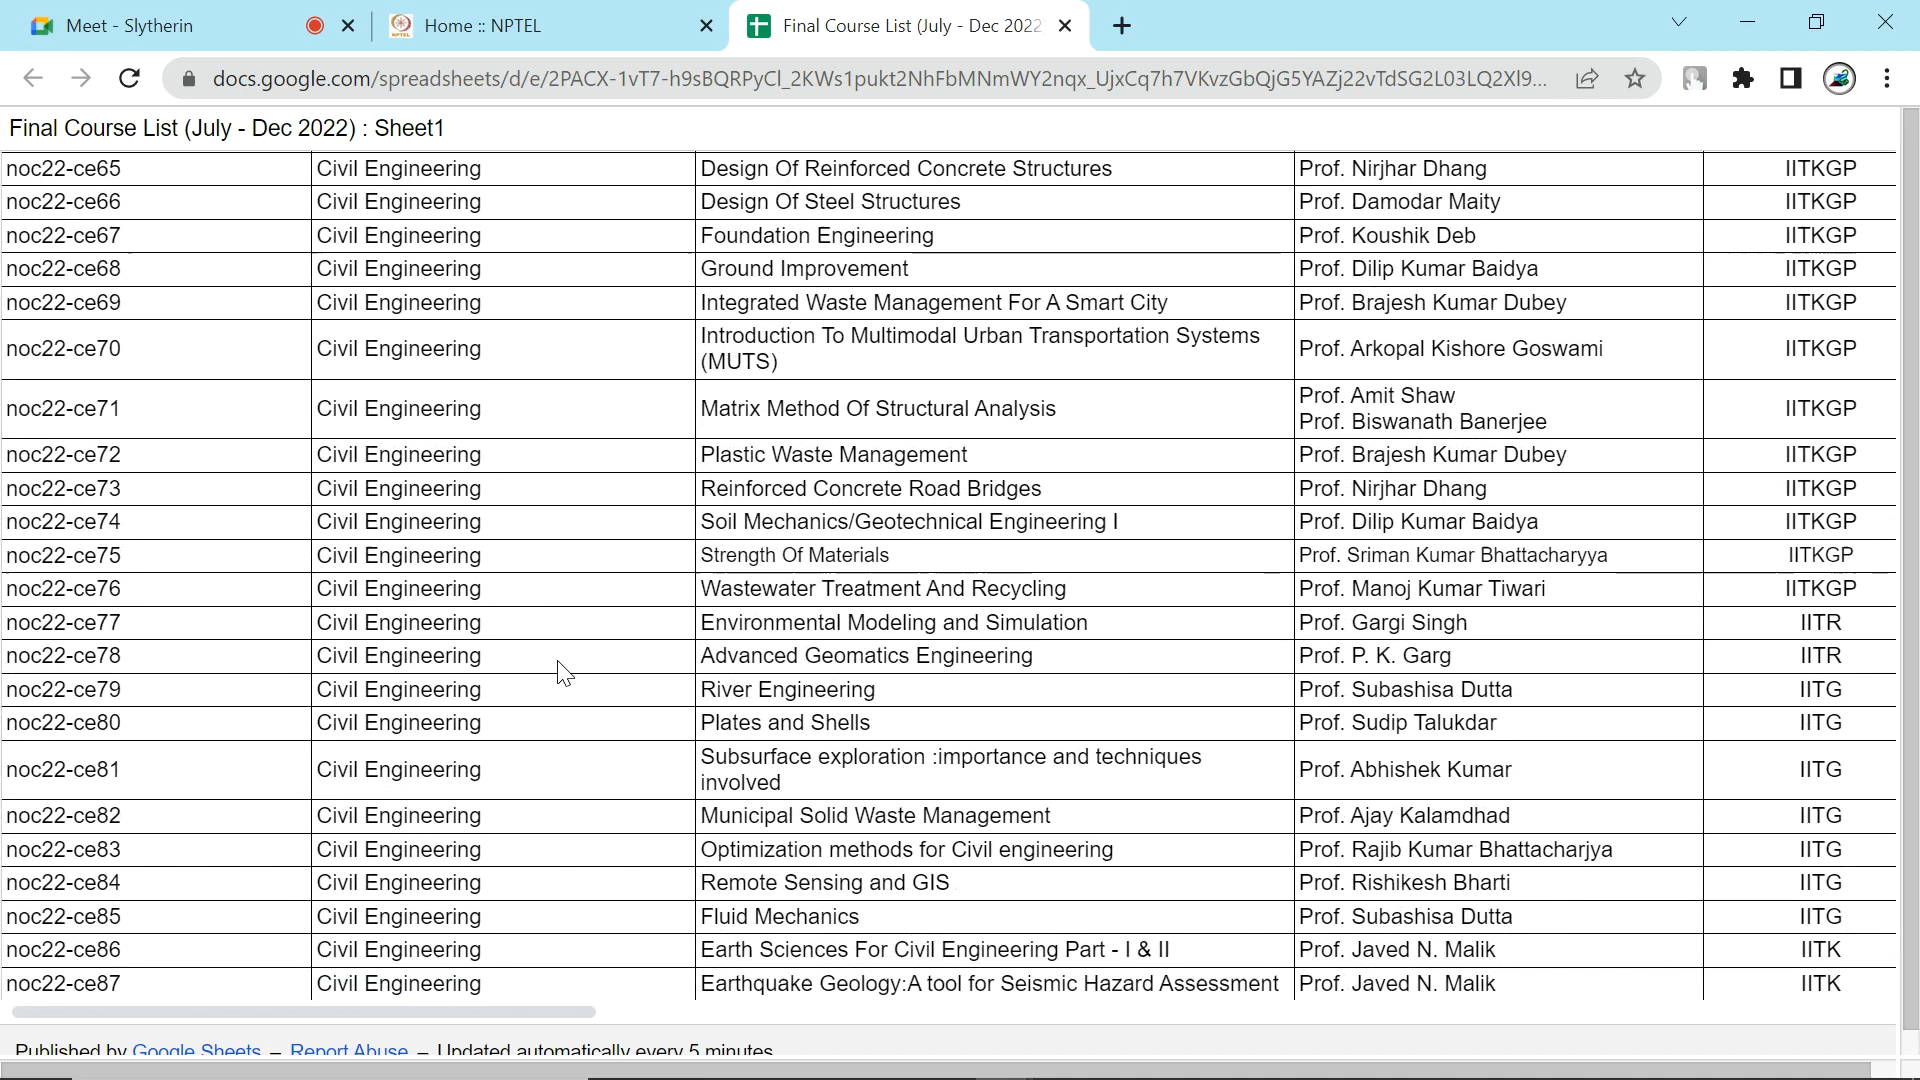 Meet - Slytherin
Home :: NPTEL
Final Course List (July - Dec 2022
docs.google.com/spreadsheets/d/e/2PACX-1vT7-h9sBQRPyCl_2KWs1pukt2NhFbMNmWY2nqx_UjxCq7h7VKvzGbQjG5YAZj22vTdSG2L03LQ2Xl9...
Final Course List (July - Dec 2022) : Sheet1
noc22-ce65 Civil Engineering Design Of Reinforced Concrete Structures Prof. Nirjhar Dhang IITKGP
noc22-ce66 Civil Engineering Design Of Steel Structures Prof. Damodar Maity IITKGP
noc22-ce67 Civil Engineering Foundation Engineering Prof. Koushik Deb IITKGP
noc22-ce68 Civil Engineering Ground Improvement Prof. Dilip Kumar Baidya IITKGP
noc22-ce69 Civil Engineering Integrated Waste Management For A Smart City Prof. Brajesh Kumar Dubey IITKGP
noc22-ce70 Civil Engineering Introduction To Multimodal Urban Transportation Systems
(MUTS) Prof. Arkopal Kishore Goswami IITKGP
noc22-ce71 Civil Engineering Matrix Method Of Structural Analysis Prof. Amit Shaw
Prof. Biswanath Banerjee IITKGP
noc22-ce72 Civil Engineering Plastic Waste Management Prof. Brajesh Kumar Dubey IITKGP
noc22-ce73 Civil Engineering Reinforced Concrete Road Bridges Prof. Nirjhar Dhang IITKGP
noc22-ce74 Civil Engineering Soil Mechanics/Geotechnical Engineering I Prof. Dilip Kumar Baidya IITKGP
noc22-ce75 Civil Engineering Strength Of Materials Prof. Sriman Kumar Bhattacharyya IITKGP
noc22-ce76 Civil Engineering Wastewater Treatment And Recycling Prof. Manoj Kumar Tiwari IITKGP
noc22-ce77 Civil Engineering Environmental Modeling and Simulation Prof. Gargi Singh IITR
noc22-ce78 Civil Engineering Advanced Geomatics Engineering Prof. P. K. Garg IITR
noc22-ce79 Civil Engineering River Engineering Prof. Subashisa Dutta IITG
noc22-ce80 Civil Engineering Plates and Shells Prof. Sudip Talukdar IITG
noc22-ce81 Civil Engineering Subsurface exploration :importance and techniques
involved Prof. Abhishek Kumar IITG
noc22-ce82 Civil Engineering Municipal Solid Waste Management Prof. Ajay Kalamdhad IITG
noc22-ce83 Civil Engineering Optimization methods for Civil engineering Prof. Rajib Kumar Bhattacharjya IITG
noc22-ce84 Civil Engineering Remote Sensing and GIS Prof. Rishikesh Bharti IITG
noc22-ce85 Civil Engineering Fluid Mechanics Prof. Subashisa Dutta IITG
noc22-ce86 Civil Engineering Earth Sciences For Civil Engineering Part - I & II Prof. Javed N. Malik IITK
noc22-ce87 Civil Engineering Earthquake Geology:A tool for Seismic Hazard Assessment Prof. Javed N. Malik IITK
Published by Google Sheets – Report Abuse – Updated automatically every 5 minutes